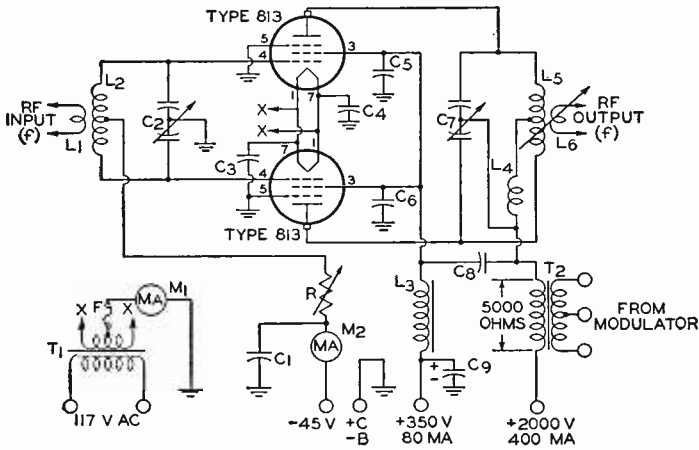 TYPE 813
5
4
3
C5
1
7
X
X
C4
L2
RF
INPUT
(f)
L1
C2
C3
7
1
4
5
3
C6
TYPE 813
C7
L5
RF
OUTPUT
(f)
L6
L4
C8
T2
L3
5000
OHMS
FROM
MODULATOR
R
M1
MA
X
F
X
T1
117 V AC
C1
M2
MA
+
-
C9
-45 V
+C
-B
+350 V
80 MA
+2000 V
400 MA